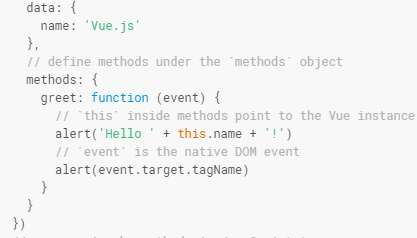 data: {
name: 'Vue.js'
},
// define methods under the `methods` object
methods: {
greet: function (event) {
// `this` inside methods point to the Vue instance
alert('Hello ' + this.name + '!')
// `event` is the native DOM event
alert(event.target.tagName)
}
}
})